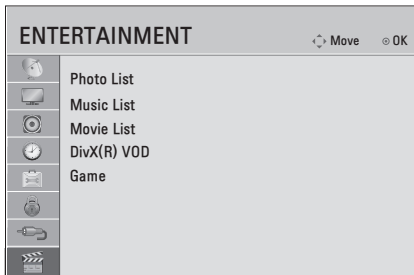 ENTERTAINMENT
Move OK
Photo List
Music List
Movie List
DivX(R) VOD
Game